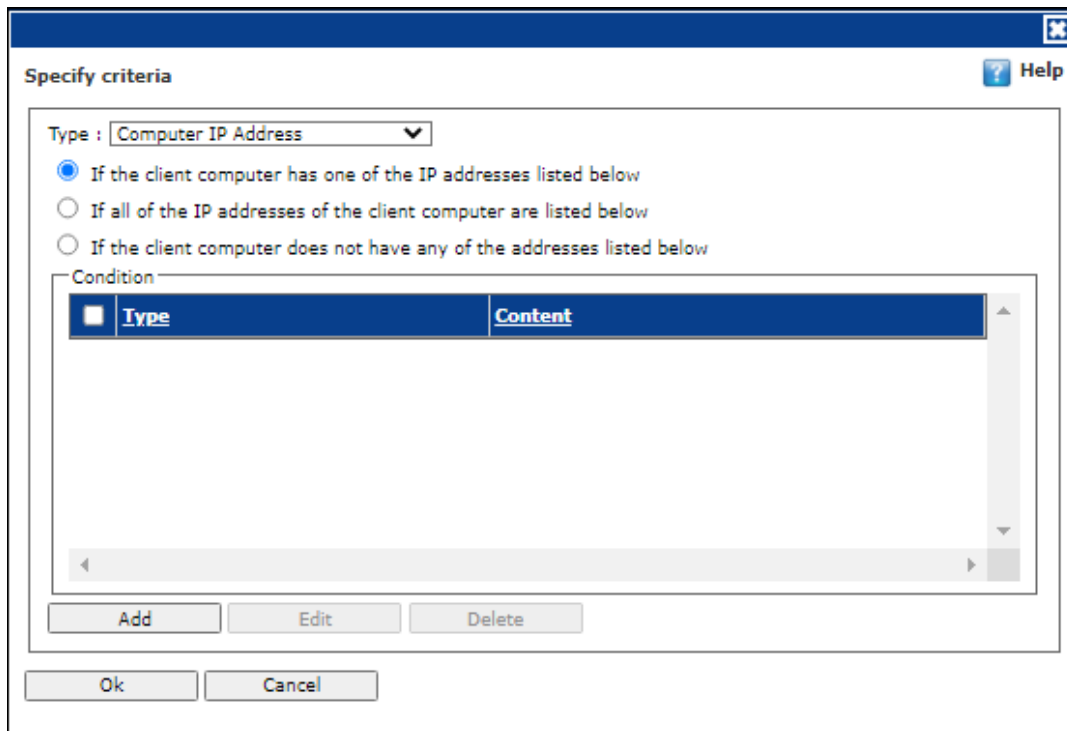 Specify criteria
Help
Type : Computer IP Address
If the client computer has one of the IP addresses listed below
If all of the IP addresses of the client computer are listed below
If the client computer does not have any of the addresses listed below
Condition
Type Content
Add Edit Delete
Ok Cancel